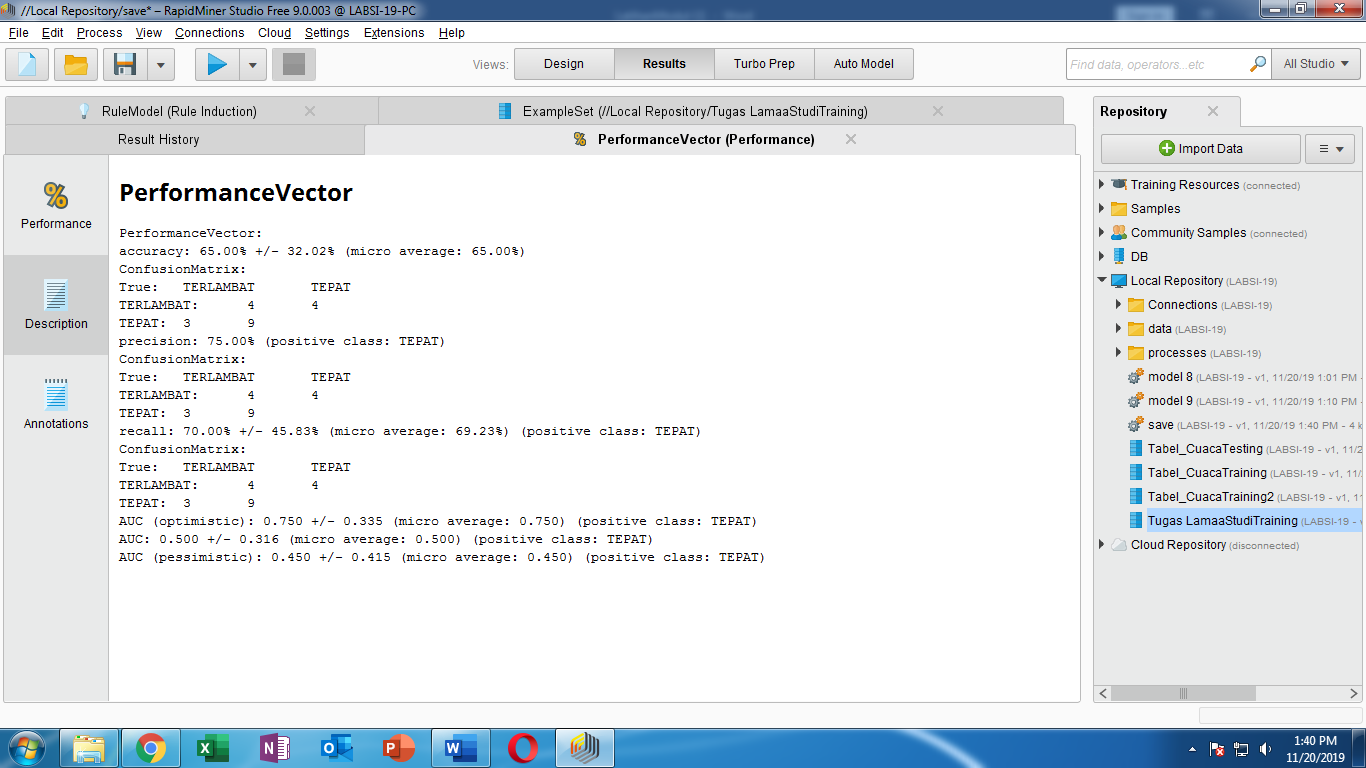 //Local Repository/save* – RapidMiner Studio Free 9.0.003 @ LABSI-19-PC
File Edit Process View Connections Cloud Settings Extensions Help
Views: Design Results Turbo Prep Auto Model Find data, operators...etc All Studio
RuleModel (Rule Induction) ExampleSet (//Local Repository/Tugas LamaaStudiTraining)
Result History PerformanceVector (Performance)
Performance
Description
Annotations
PerformanceVector
PerformanceVector:
accuracy: 65.00% +/- 32.02% (micro average: 65.00%)
ConfusionMatrix:
True: TERLAMBAT TEPAT
TERLAMBAT: 4 4
TEPAT: 3 9
precision: 75.00% (positive class: TEPAT)
ConfusionMatrix:
True: TERLAMBAT TEPAT
TERLAMBAT: 4 4
TEPAT: 3 9
recall: 70.00% +/- 45.83% (micro average: 69.23%) (positive class: TEPAT)
ConfusionMatrix:
True: TERLAMBAT TEPAT
TERLAMBAT: 4 4
TEPAT: 3 9
AUC (optimistic): 0.750 +/- 0.335 (micro average: 0.750) (positive class: TEPAT)
AUC: 0.500 +/- 0.316 (micro average: 0.500) (positive class: TEPAT)
AUC (pessimistic): 0.450 +/- 0.415 (micro average: 0.450) (positive class: TEPAT)
Repository
Import Data
Training Resources (connected)
Samples
Community Samples (connected)
DB
Local Repository (LABSI-19)
Connections (LABSI-19)
data (LABSI-19)
processes (LABSI-19)
model 8 (LABSI-19 - v1, 11/20/19 1:01 PM -
model 9 (LABSI-19 - v1, 11/20/19 1:10 PM -
save (LABSI-19 - v1, 11/20/19 1:40 PM - 4 k
Tabel_CuacaTesting (LABSI-19 - v1, 11/2
Tabel_CuacaTraining (LABSI-19 - v1, 11/
Tabel_CuacaTraining2 (LABSI-19 - v1, 11
Tugas LamaaStudiTraining (LABSI-19 - v
Cloud Repository (disconnected)
1:40 PM
11/20/2019